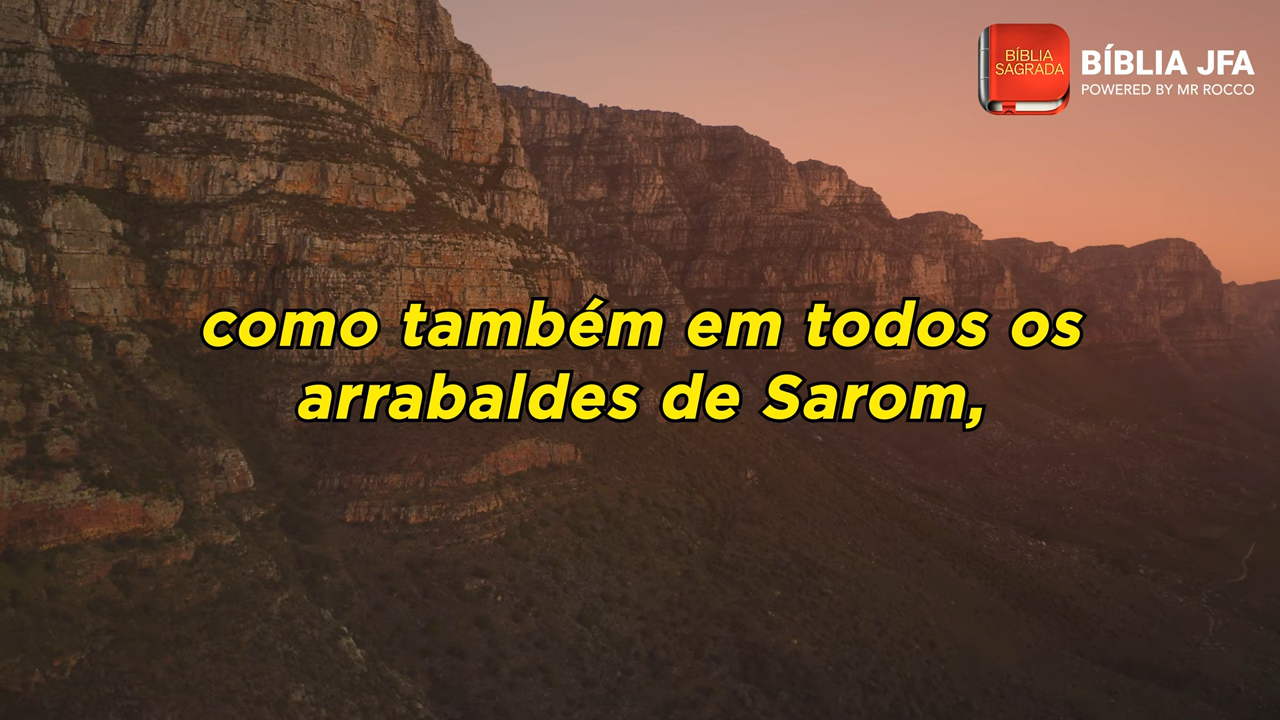 BÍBLIA
SAGRADA
BÍBLIA JFA
POWERED BY MR ROCCO
como também em todos os
arrabaldes de Sarom,